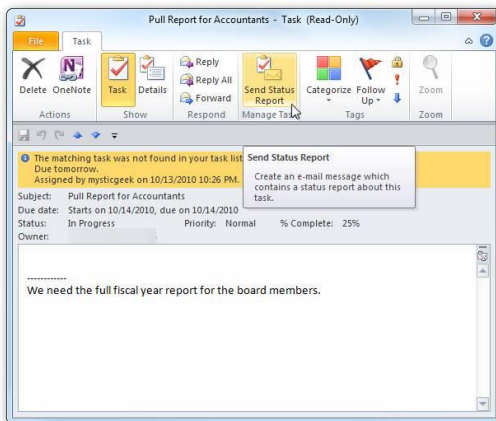 Pull Report for Accountants - Task (Read-Only)
File Task
Delete OneNote Task Details Reply Reply All Forward Send Status Report Categorize Follow Up Zoom
Actions Show Respond Manage Task Tags Zoom
The matching task was not found in your task list
Due tomorrow.
Assigned by mysticgeek on 10/13/2010 10:26 PM.
Send Status Report
Create an e-mail message which
contains a status report about this
task.
Subject: Pull Report for Accountants
Due date: Starts on 10/14/2010, due on 10/14/2010
Status: In Progress Priority: Normal % Complete: 25%
Owner:
------------
We need the full fiscal year report for the board members.